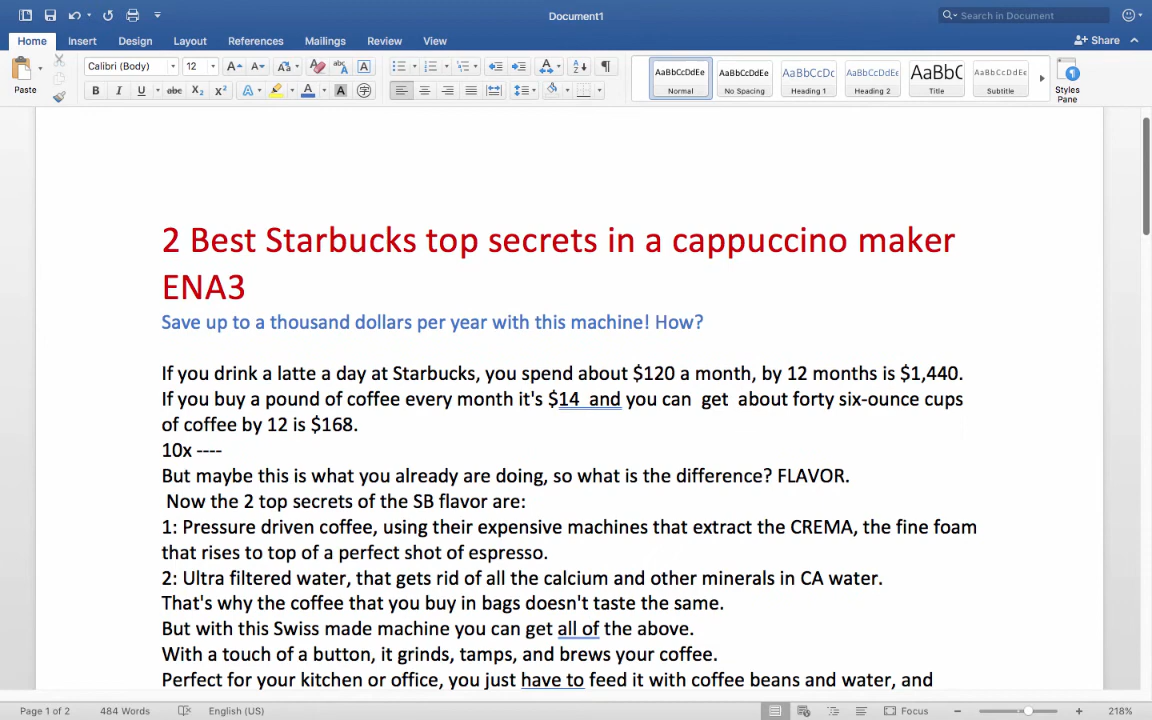 Document1
Search in Document
Home Insert Design Layout References Mailings Review View
Share
Paste
Calibri (Body) 12
AaBbCcDdEe AaBbCcDdEe AaBbCcDc AaBbCcDdEe AaBbC AaBbCcDdEe
Normal No Spacing Heading 1 Heading 2 Title Subtitle
Styles
Pane
2 Best Starbucks top secrets in a cappuccino maker
ENA3
Save up to a thousand dollars per year with this machine! How?
If you drink a latte a day at Starbucks, you spend about $120 a month, by 12 months is $1,440.
If you buy a pound of coffee every month it's $14  and you can  get  about forty six-ounce cups
of coffee by 12 is $168.
10x ----
But maybe this is what you already are doing, so what is the difference? FLAVOR.
Now the 2 top secrets of the SB flavor are:
1: Pressure driven coffee, using their expensive machines that extract the CREMA, the fine foam
that rises to top of a perfect shot of espresso.
2: Ultra filtered water, that gets rid of all the calcium and other minerals in CA water.
That's why the coffee that you buy in bags doesn't taste the same.
But with this Swiss made machine you can get all of the above.
With a touch of a button, it grinds, tamps, and brews your coffee.
Perfect for your kitchen or office, you just have to feed it with coffee beans and water, and
Page 1 of 2 484 Words English (US) Focus 218%